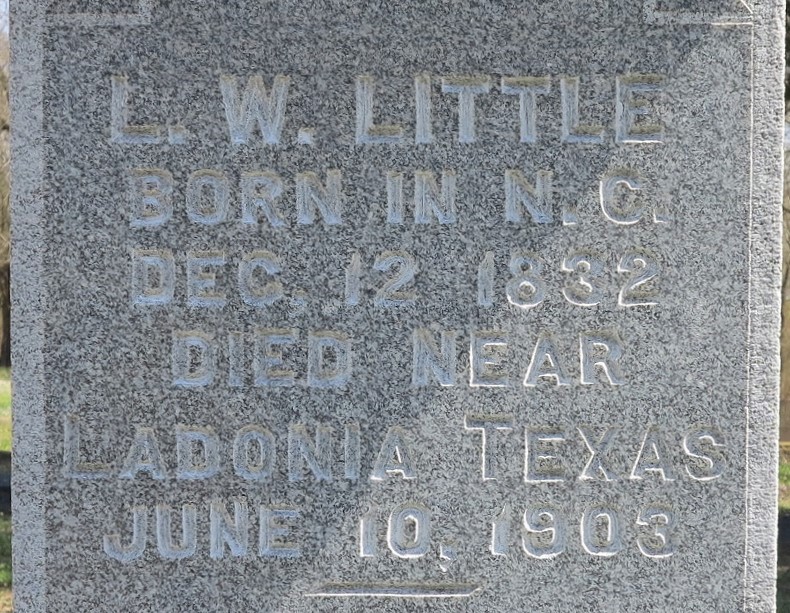 L. W. LITTLE
BORN IN N. C.
DEC. 12 1832
DIED NEAR
LADONIA TEXAS
JUNE 10, 1903